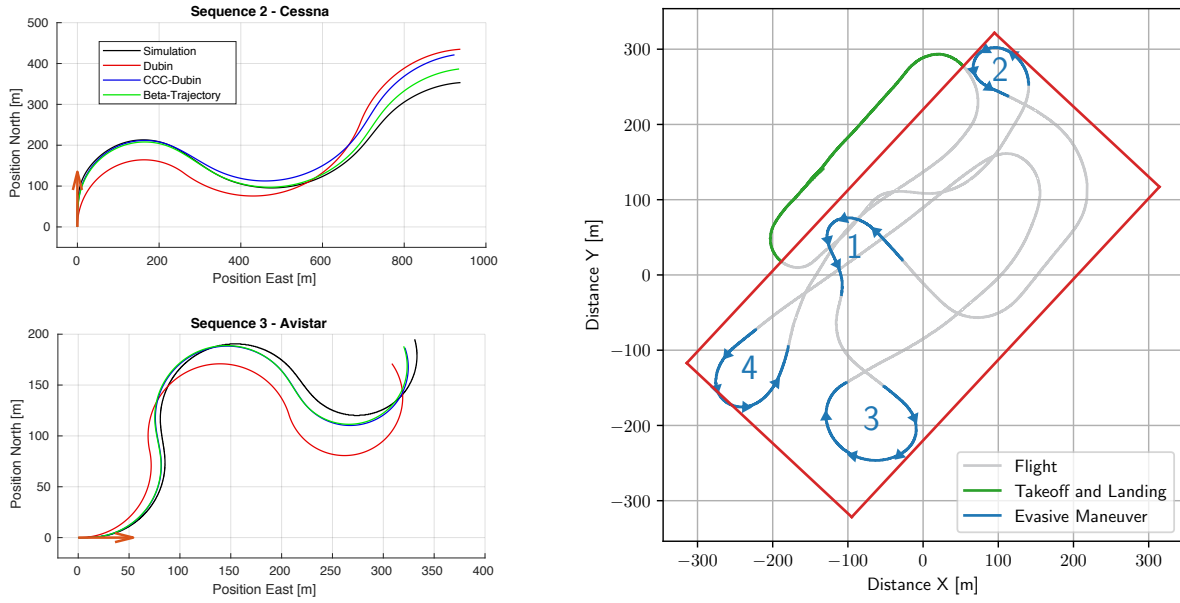 Sequence 2 - Cessna
500
400
300
200
100
0
Position North [m]
Simulation
Dubin
CCC-Dubin
Beta-Trajectory
0 200 400 600 800 1000
Position East [m]
Sequence 3 - Avistar
200
150
100
50
0
Position North [m]
0 50 100 150 200 250 300 350 400
Position East [m]
300
200
100
0
−100
−200
−300
Distance Y [m]
2
1
4
3
Flight
Takeoff and Landing
Evasive Maneuver
−300 −200 −100 0 100 200 300
Distance X [m]